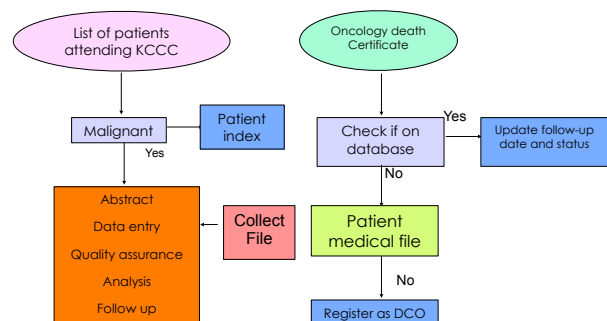 List of patients
attending KCCC
Malignant
Patient
index
Yes
Abstract
Data entry
Quality assurance
Analysis
Follow up
Collect
File
Oncology death
Certificate
Check if on
database
Yes
Update follow-up
date and status
No
Patient
medical file
No
Register as DCO